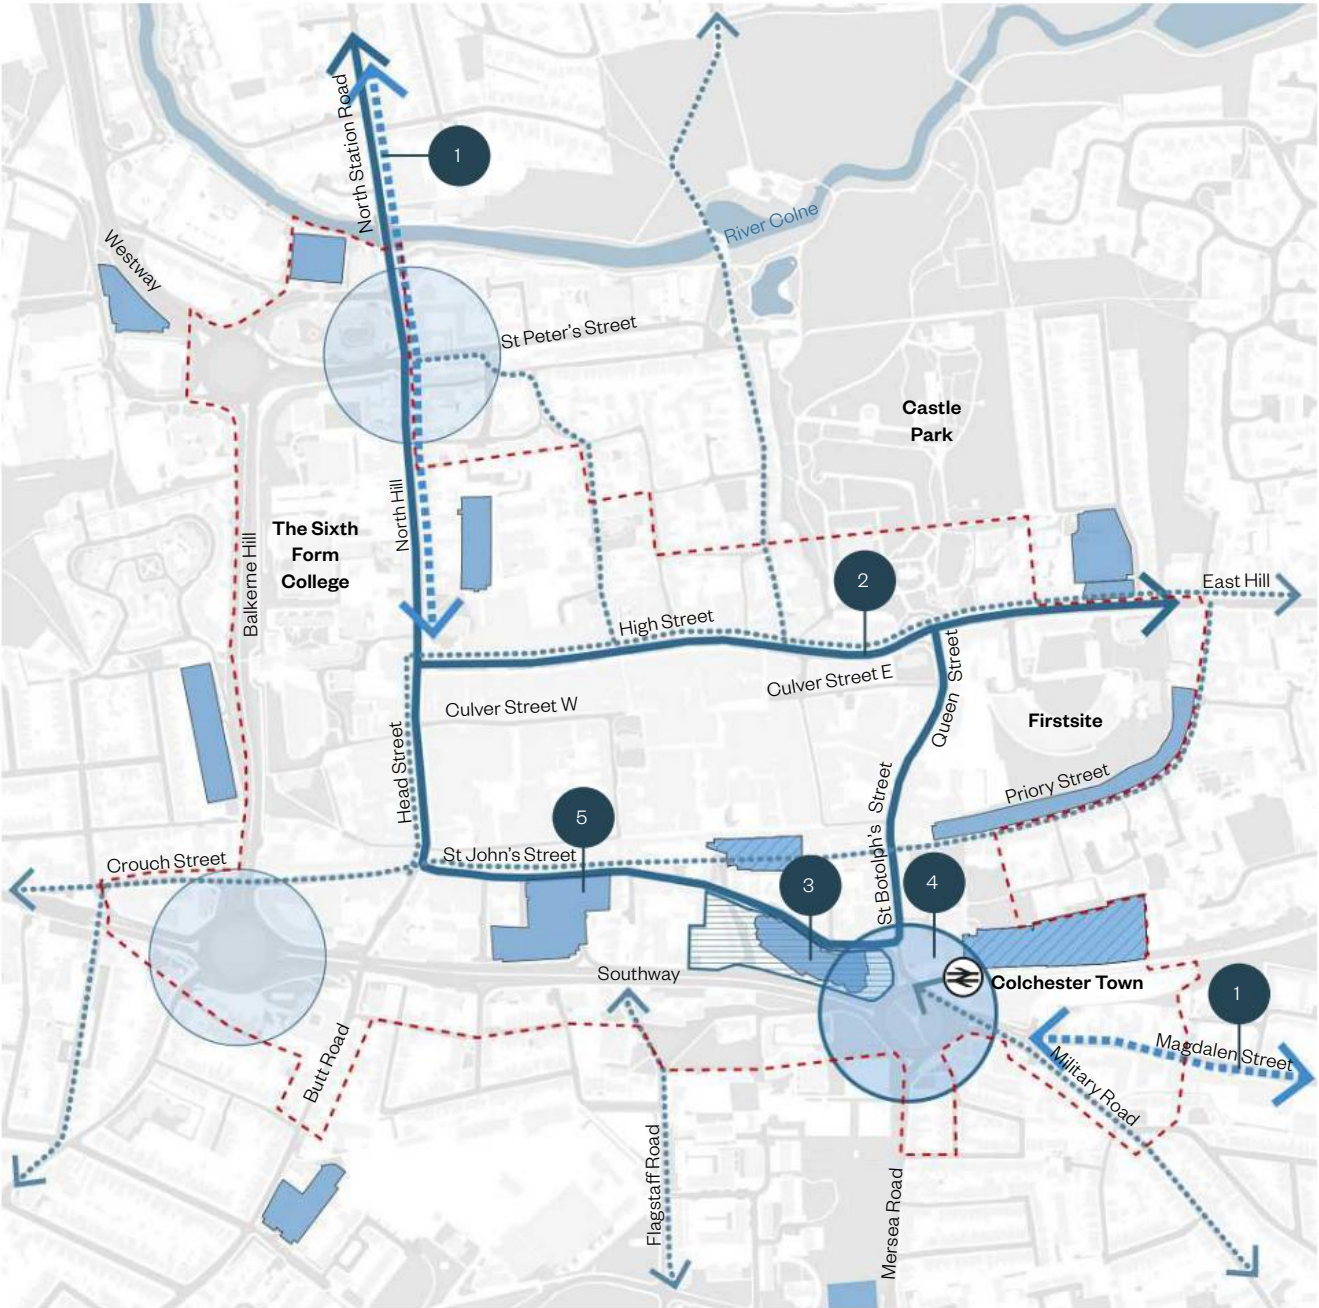 North Station Road
1
River Colne
Westway
St Peter's Street
Castle
Park
North Hill
The Sixth
Form
College
Balkerne Hill
2
East Hill
High Street
Culver Street E
Queen Street
Culver Street W
Firstsite
Head Street
Priory Street
5
St John's Street
Crouch Street
3
St Botolph's Street
4
Southway
Colchester Town
1
Magdalen Street
Butt Road
Military Road
Flagstaff Road
Mersea Road